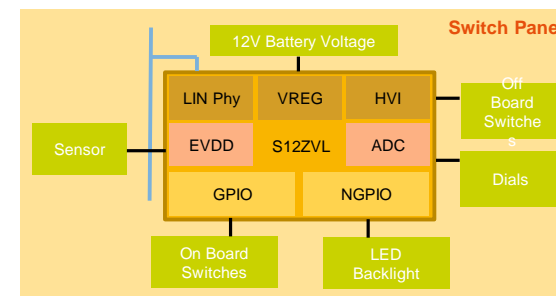 Switch Pane
12V Battery Voltage
LIN Phy
VREG
HVI
Off
Board
Switche
s
Sensor
EVDD
S12ZVL
ADC
Dials
GPIO
NGPIO
On Board
Switches
LED
Backlight